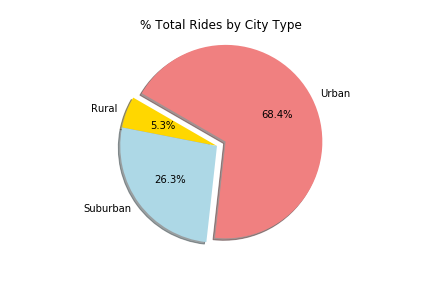 % Total Rides by City Type
Urban
Rural
68.4%
5.3%
26.3%
Suburban